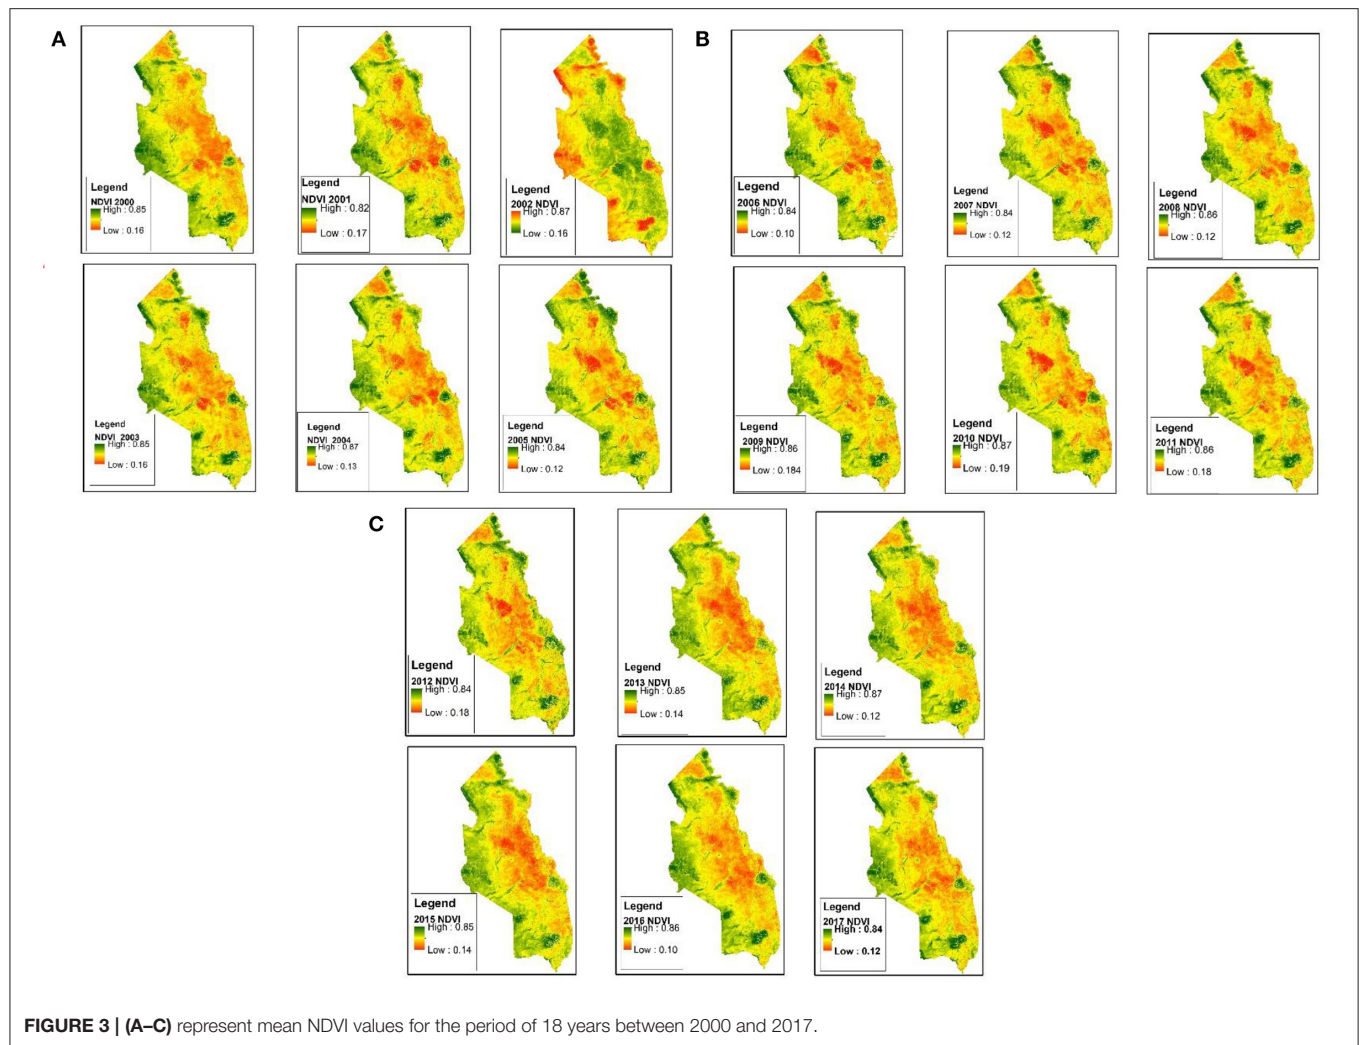 A
Legend
NDVI 2000
High : 0.85
Low : 0.16
Legend
NDVI 2001
High : 0.82
Low : 0.17
Legend
2002 NDVI
High : 0.87
Low : 0.16
Legend
NDVI 2003
High : 0.85
Low : 0.16
Legend
NDVI 2004
High : 0.87
Low : 0.13
Legend
2005 NDVI
High : 0.84
Low : 0.12
B
Legend
2006 NDVI
High : 0.84
Low : 0.10
Legend
2007 NDVI
High : 0.84
Low : 0.12
Legend
2008 NDVI
High : 0.86
Low : 0.12
Legend
2009 NDVI
High : 0.86
Low : 0.184
Legend
2010 NDVI
High : 0.87
Low : 0.19
Legend
2011 NDVI
High : 0.86
Low : 0.18
C
Legend
2012 NDVI
High : 0.84
Low : 0.18
Legend
2013 NDVI
High : 0.85
Low : 0.14
Legend
2014 NDVI
High : 0.87
Low : 0.12
Legend
2015 NDVI
High : 0.85
Low : 0.14
Legend
2016 NDVI
High : 0.86
Low : 0.10
Legend
2017 NDVI
High : 0.84
Low : 0.12
FIGURE 3 | (A–C) represent mean NDVI values for the period of 18 years between 2000 and 2017.